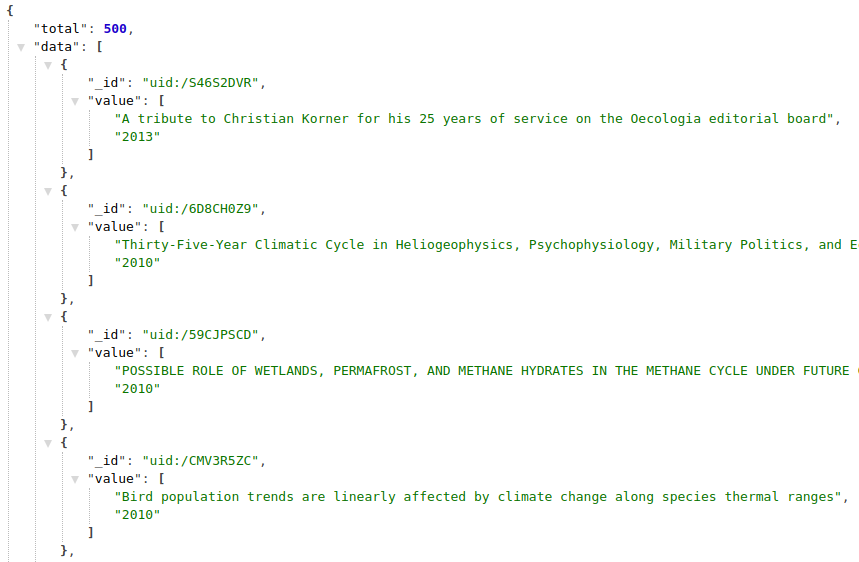 {
"total": 500,
"data": [
{
"_id": "uid:/S46S2DVR",
"value": [
"A tribute to Christian Korner for his 25 years of service on the Oecologia editorial board",
"2013"
]
},
{
"_id": "uid:/6D8CH0Z9",
"value": [
"Thirty-Five-Year Climatic Cycle in Heliogeophysics, Psychophysiology, Military Politics, and
"2010"
]
},
{
"_id": "uid:/59CJPSCD",
"value": [
"POSSIBLE ROLE OF WETLANDS, PERMAFROST, AND METHANE HYDRATES IN THE METHANE CYCLE UNDER FUTURE
"2010"
]
},
{
"_id": "uid:/CMV3R5ZC",
"value": [
"Bird population trends are linearly affected by climate change along species thermal ranges",
"2010"
]
},